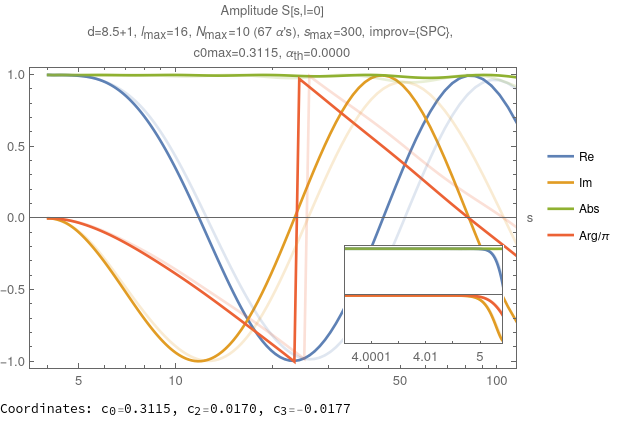 Amplitude S[s,l=0]
d=8.5+1, lmax=16, Nmax=10 (67 α's), smax=300, improv={SPC},
c0max=0.3115, αth=0.0000
1.0
0.5
0.0
−0.5
−1.0
5
10
50
100
s
4.0001
4.01
5
Re
Im
Abs
Arg/π
Coordinates: c0=0.3115, c2=0.0170, c3=-0.0177